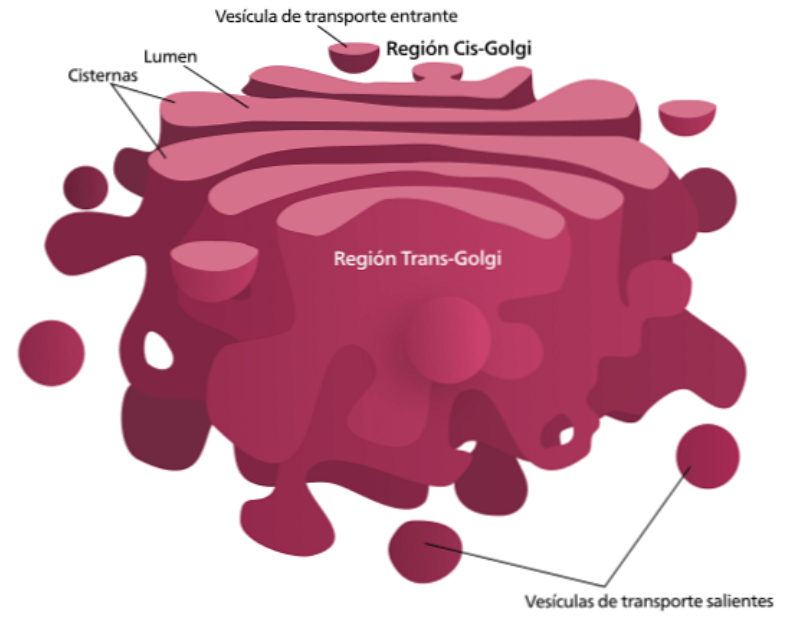 Vesícula de transporte entrante
Región Cis-Golgi
Lumen
Cisternas
Región Trans-Golgi
Vesículas de transporte salientes